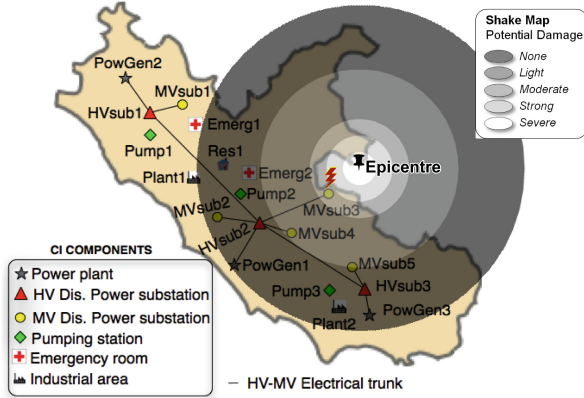 Shake Map
Potential Damage
None
Light
Moderate
Strong
Severe
PowGen2
MVsub1
HVsub1
Emerg1
Pump1
Res1
Plant1
Emerg2
Epicentre
Pump2
MVsub2
MVsub3
HVsub2
MVsub4
PowGen1
MVsub5
HVsub3
Pump3
PowGen3
Plant2
CI COMPONENTS
Power plant
HV Dis. Power substation
MV Dis. Power substation
Pumping station
Emergency room
Industrial area
HV-MV Electrical trunk